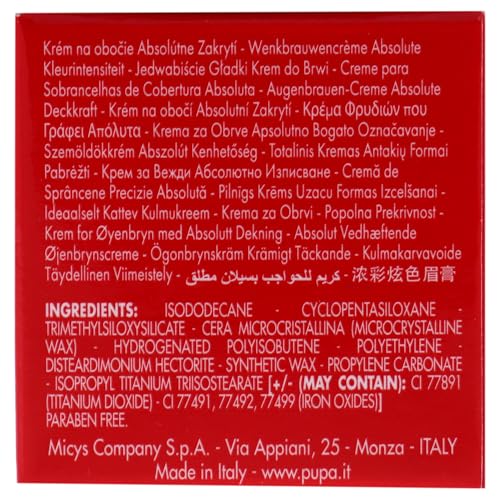 Krém na obočie Absolútne Zakrytí - Wenkbrauwencrème Absolute
Kleurintensiteit - Jedwabiście Gładki Krem do Brwi - Creme para
Sobrancelhas de Cobertura Absoluta - Augenbrauen-Creme Absolute
Deckkraft - Krém na obočí Absolutní Zakrytí - Κρέμα Φρυδιών που
Γράφει Απόλυτα - Krema za Obrve Apsolutno Bogato Označavanje -
Szemöldökkrém Abszolút Kenhetőség - Totalinis Kremas Antakių Formai
Pabrėžti - Крем за Вежди Абсолютно Изписване - Cremă de
Sprâncene Precizie Absolută - Pilnīgs Krēms Uzacu Formas Izcelšanai -
Ideaalselt Kattev Kulmukreem - Krema za Obrvi - Popolna Prekrivnost -
Krem for Øyenbryn med Absolutt Dekning - Absolut Vedhæftende
Øjenbrynscreme - Ögonbrynskräm Krämigt Täckande - Kulmakarvavoide
Täydellinen Viimeistely - كريم للحواجب بسيلان مطلق - 浓彩炫色眉膏
INGREDIENTS: ISODODECANE - CYCLOPENTASILOXANE -
TRIMETHYLSILOXYSILICATE - CERA MICROCRISTALLINA (MICROCRYSTALLINE
WAX) - HYDROGENATED POLYISOBUTENE - POLYETHYLENE -
DISTEARDIMONIUM HECTORITE - SYNTHETIC WAX - PROPYLENE CARBONATE
- ISOPROPYL TITANIUM TRIISOSTEARATE [+/- (MAY CONTAIN): CI 77891
(TITANIUM DIOXIDE) - CI 77491, 77492, 77499 (IRON OXIDES)]
PARABEN FREE.
Micys Company S.p.A. - Via Appiani, 25 - Monza - ITALY
Made in Italy - www.pupa.it